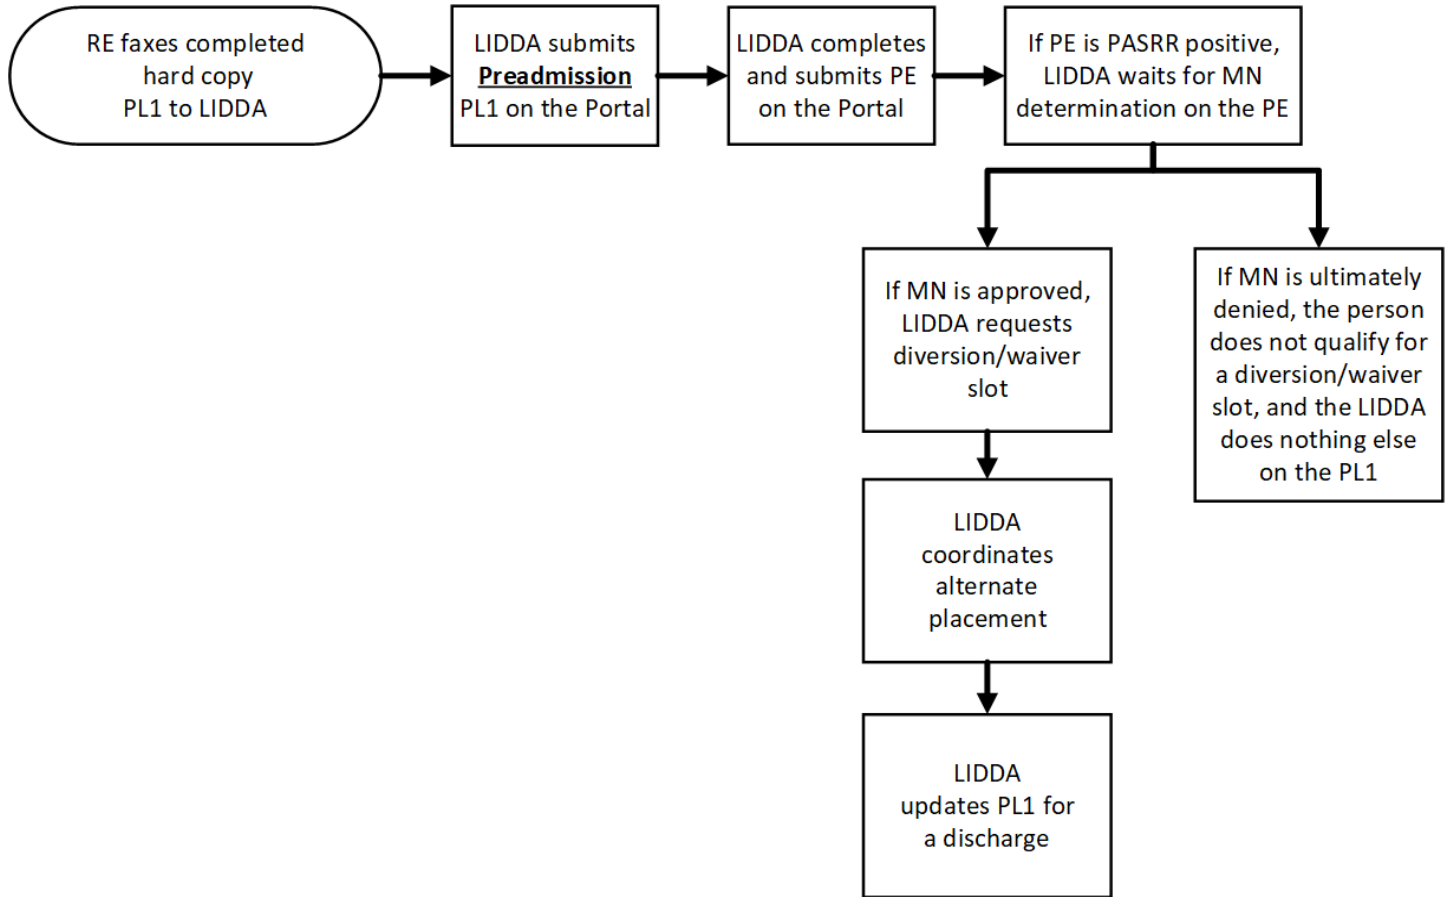 RE faxes completed
hard copy
PL1 to LIDDA
LIDDA submits
Preadmission
PL1 on the Portal
LIDDA completes
and submits PE
on the Portal
If PE is PASRR positive,
LIDDA waits for MN
determination on the PE
If MN is approved,
LIDDA requests
diversion/waiver
slot
If MN is ultimately
denied, the person
does not qualify for
a diversion/waiver
slot, and the LIDDA
does nothing else
on the PL1
LIDDA
coordinates
alternate
placement
LIDDA
updates PL1 for
a discharge